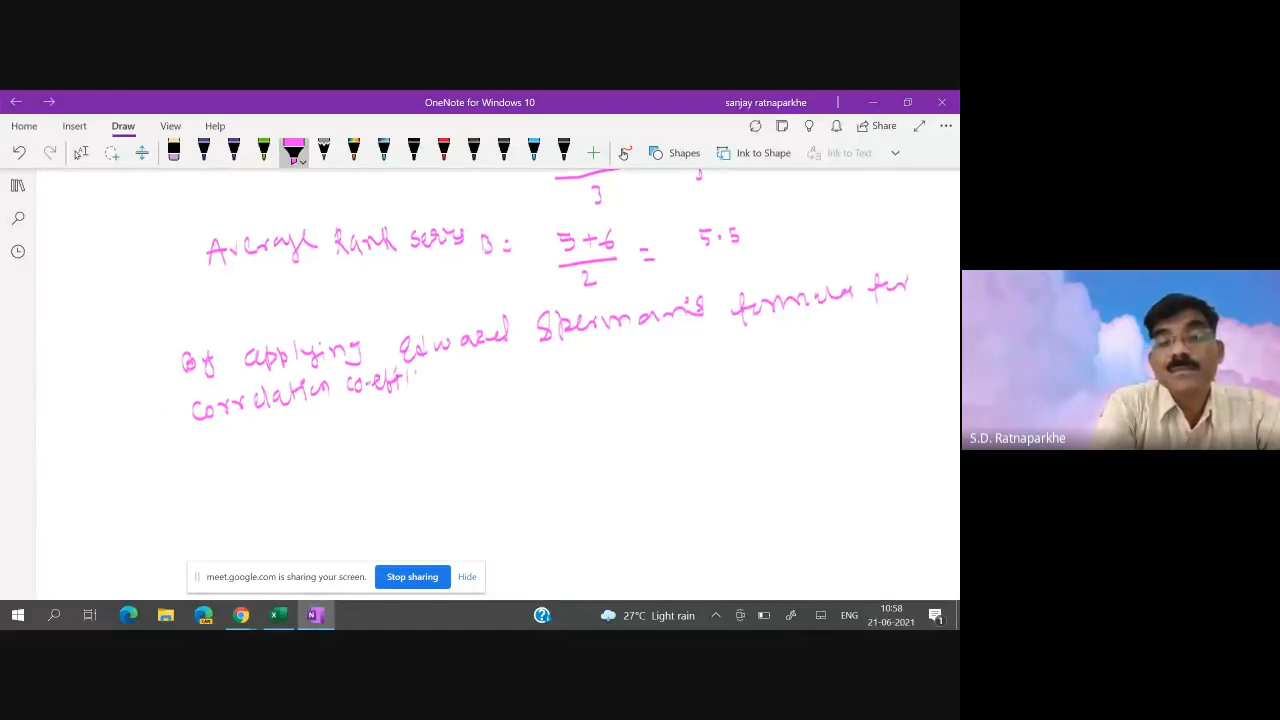 OneNote for Windows 10
sanjay ratnaparkhe
Home Insert Draw View Help
Share
Shapes
Ink to Shape
Ink to Text
3
Average Rank series B = 5+6 / 2 = 5.5
By applying Edward Sperman's formula for
correlation co-effi
S.D. Ratnaparkhe
meet.google.com is sharing your screen.
Stop sharing
Hide
27°C Light rain
ENG
10:58
21-06-2021